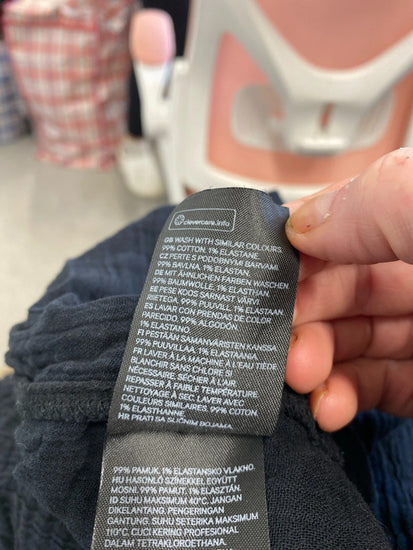 clevercare.info
GB WASH WITH SIMILAR COLOURS.
99% COTTON, 1% ELASTANE.
CZ PERTE S PODOBNÝMI BARVAMI.
99% BAVLNA, 1% ELASTAN.
DE MIT ÄHNLICHEN FARBEN WASCHEN.
99% BAUMWOLLE, 1% ELASTHAN.
EE PESE KOOS SARNAST VÄRVI
RIIETEGA, 99% PUUVILL, 1% ELASTAAN.
ES LAVAR CON PRENDAS DE COLOR
PARECIDO, 99% ALGODÓN,
1% ELASTANO.
FI PESTÄÄN SAMANVÄRISTEN KANSSA.
99% PUUVILLAA, 1% ELASTAANIA
FR LAVER À LA MACHINE À L'EAU TIÈDE
BLANCHIR SANS CHLORE SI
NÉCESSAIRE, SÉCHER À L'AIR,
REPASSER À FAIBLE TEMPÉRATURE
NETTOYAGE À SEC, LAVER AVEC
COULEURS SIMILAIRES, 99% COTON,
1% ELASTHANNE.
HR PRATI SA SLIČNIM BOJAMA.
99% PAMUK, 1% ELASTANSKO VLAKNO.
HU HASONLÓ SZÍNEKKEL EGYÜTT
MOSNI, 99% PAMUT, 1% ELASZTÁN.
ID SUHU MAKSIMUM 40°C, JANGAN
DIKELANTANG, PENGERINGAN
GANTUNG, SUHU SETERIKA MAKSIMUM
110°C, CUCI KERING PROFESIONAL
DALAM TETRAKLOROETHANA.